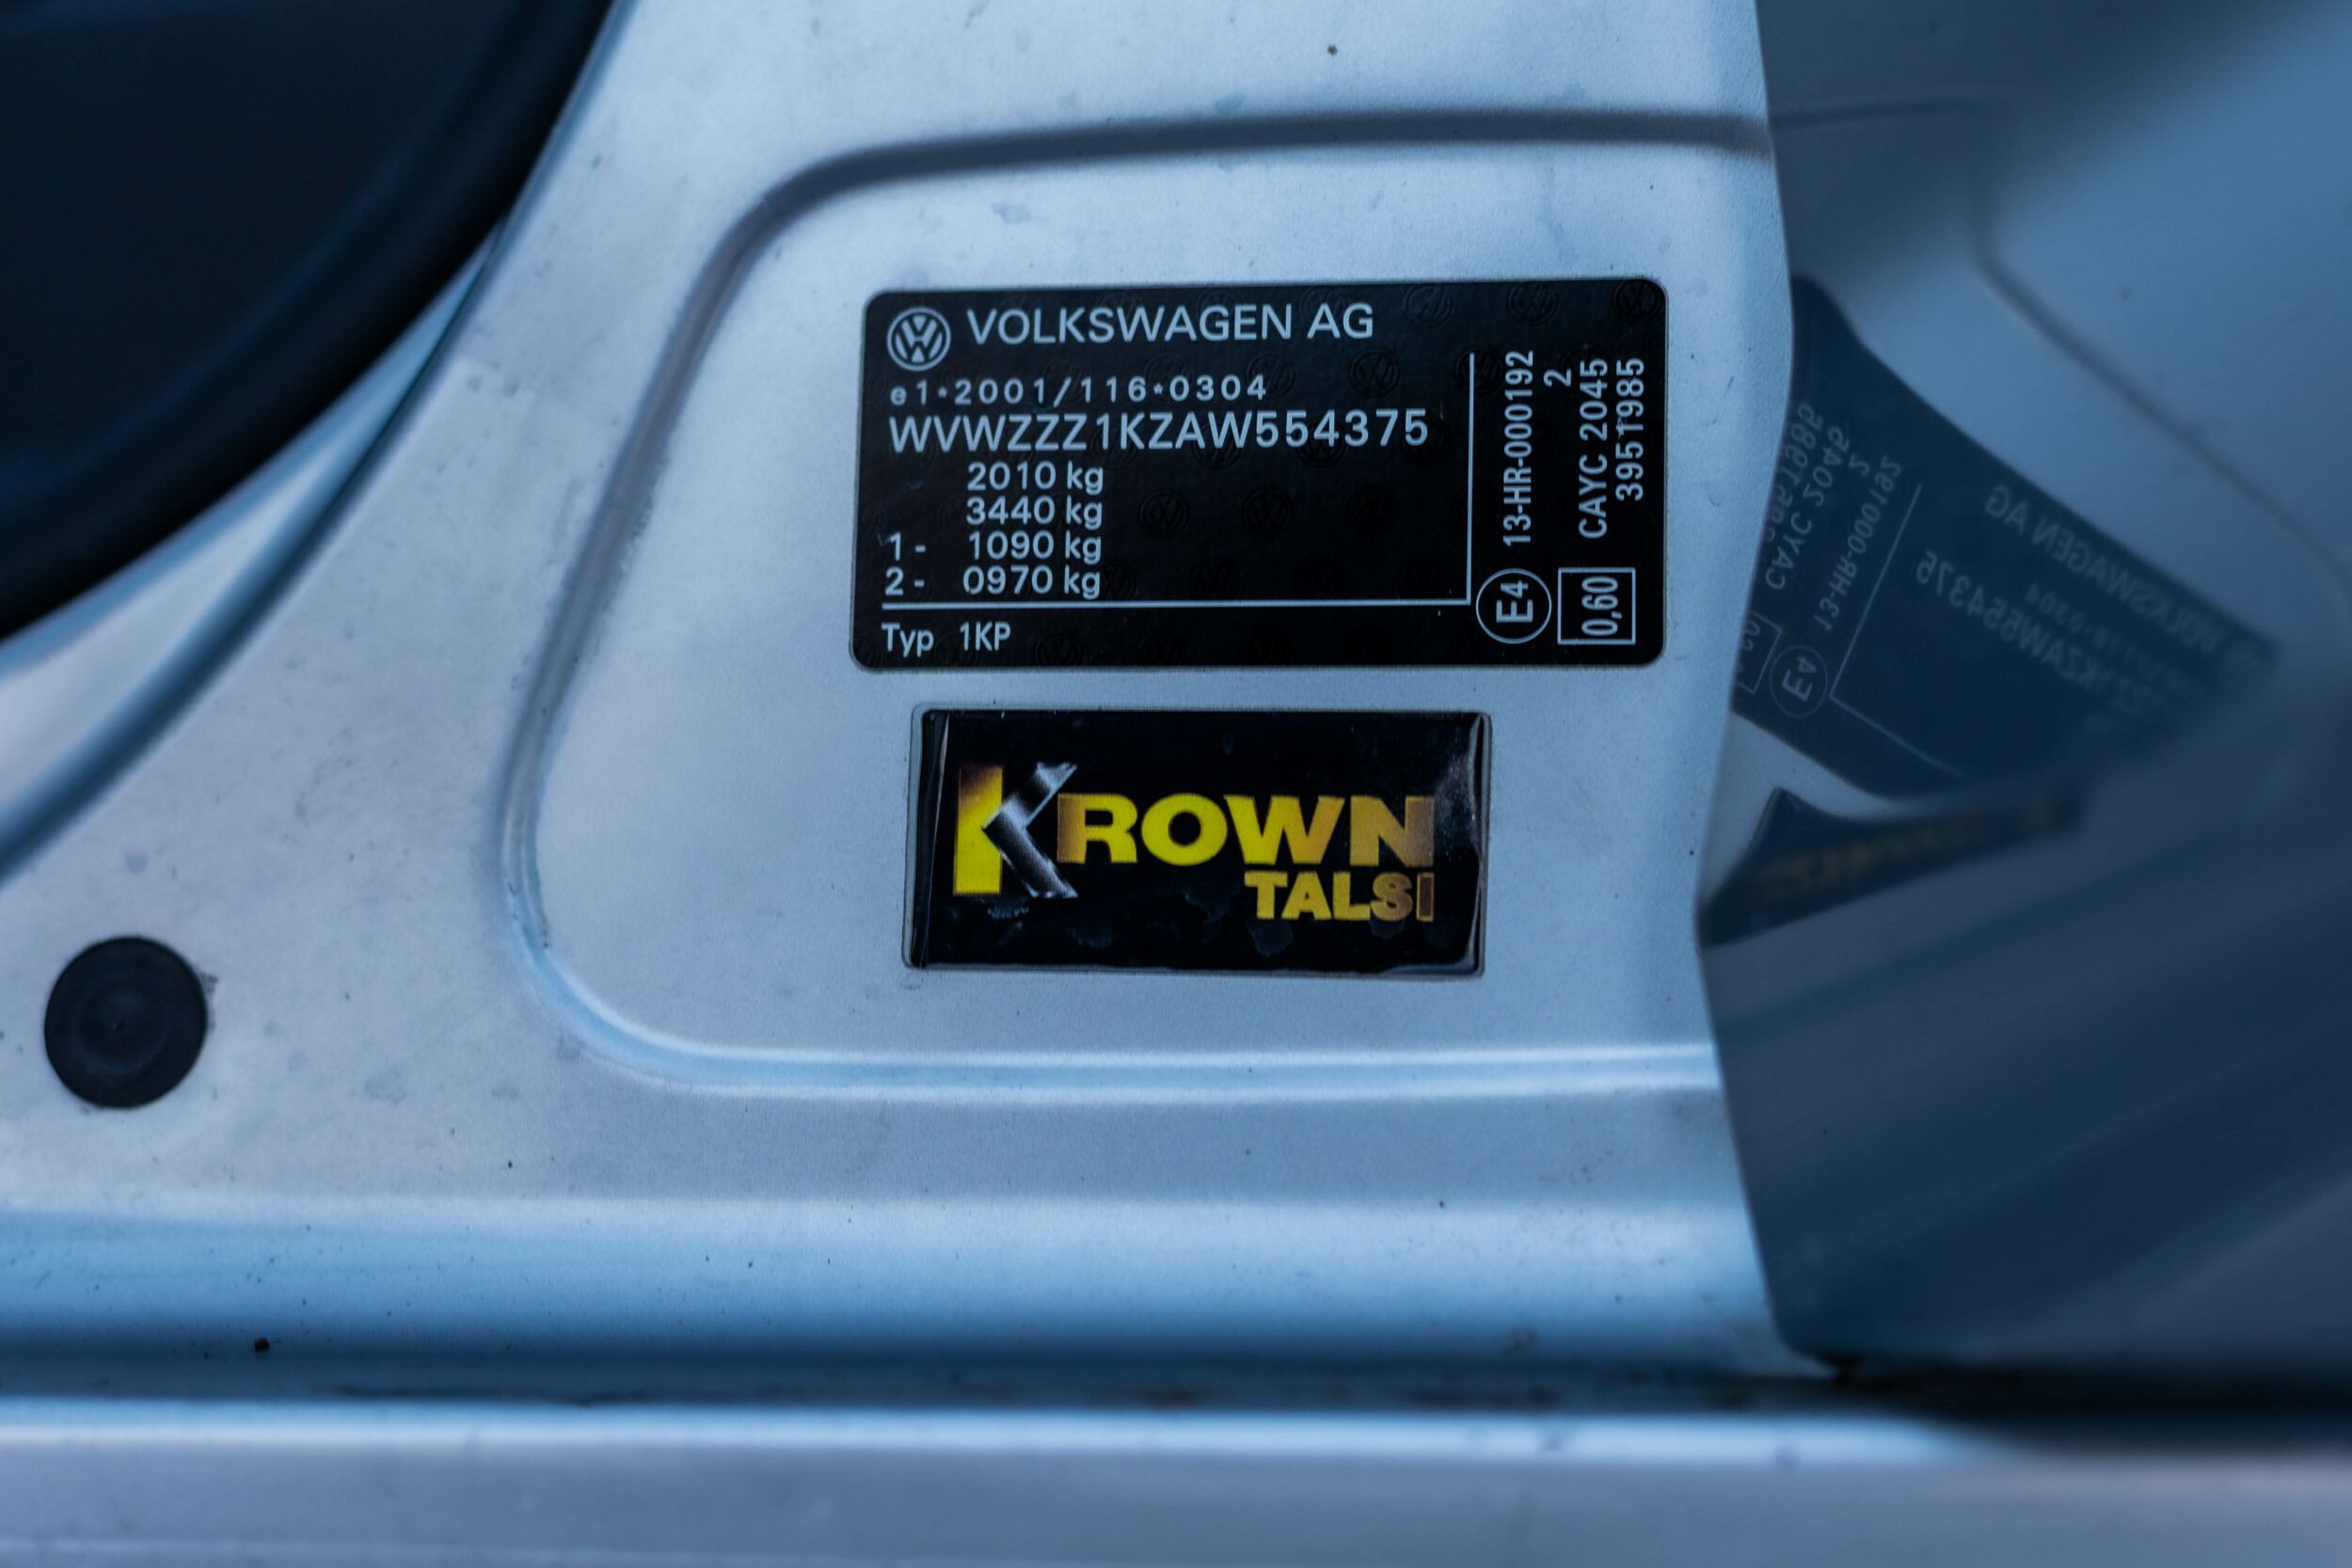 VOLKSWAGEN AG
e1*2001/116*0304
WVWZZZ1KZAW554375
2010 kg
3440 kg
1- 1090 kg
2- 0970 kg
Typ 1KP
13-HR-000192
2
CAYC 2045
3951985
E4
0,60
KROWN
TALSI